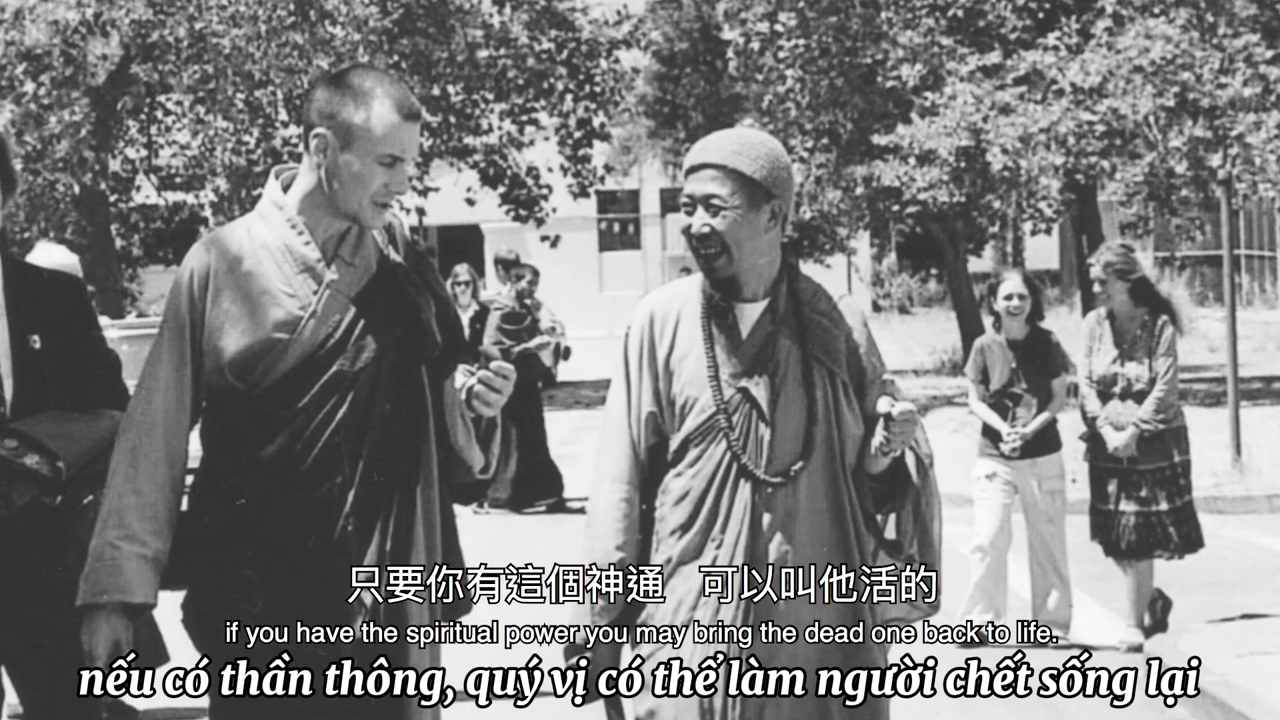 只要你有這個神通 可以叫他活的
if you have the spiritual power you may bring the dead one back to life.
nếu có thần thông, quý vị có thể làm người chết sống lại